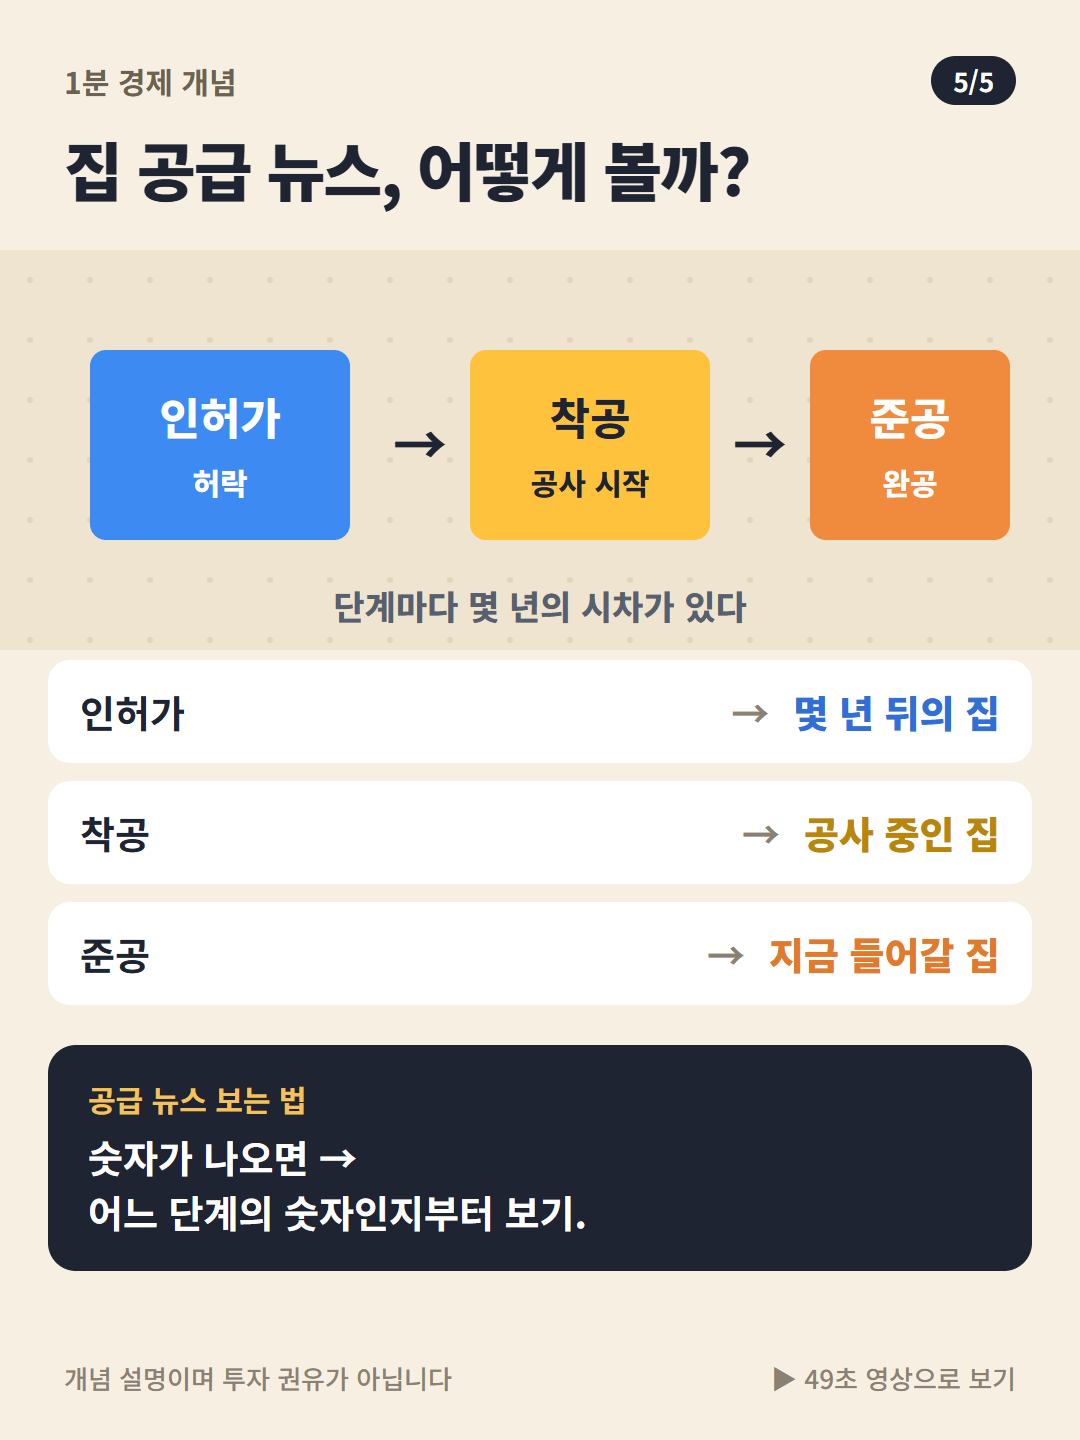 1분 경제 개념
5/5
집 공급 뉴스, 어떻게 볼까?
인허가 → 착공 → 준공
허락 공사 시작 완공
단계마다 몇 년의 시차가 있다
인허가 → 몇 년 뒤의 집
착공 → 공사 중인 집
준공 → 지금 들어갈 집
공급 뉴스 보는 법
숫자가 나오면 →
어느 단계의 숫자인지부터 보기.
개념 설명이며 투자 권유가 아닙니다
▶ 49초 영상으로 보기